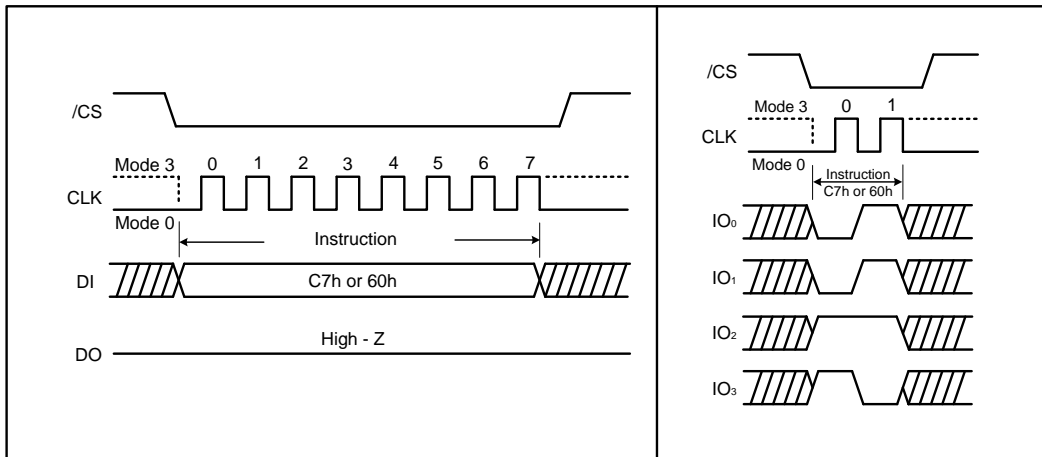 /CS
Mode 3
0 1 2 3 4 5 6 7
CLK
Mode 0
Instruction
DI
C7h or 60h
High - Z
DO
/CS
Mode 3
0 1
CLK
Mode 0
Instruction
C7h or 60h
IO₀
IO₁
IO₂
IO₃